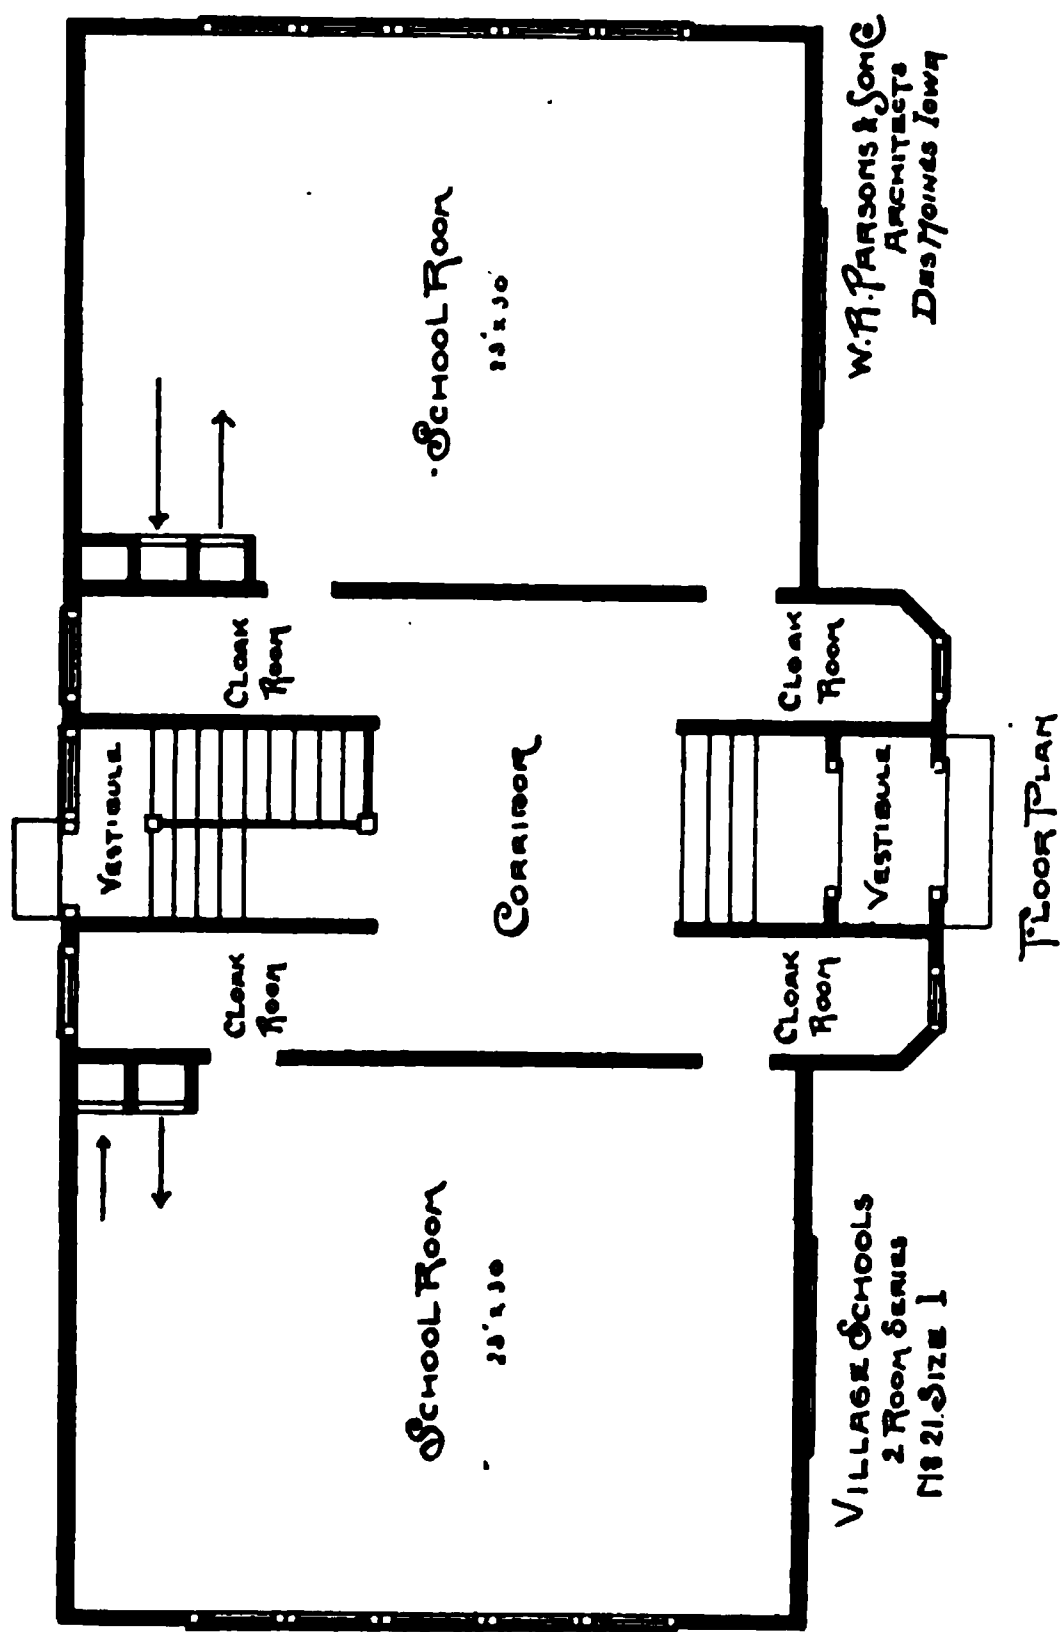 VESTIBULE
CLOAK
ROOM
CLOAK
ROOM
SCHOOL ROOM
23' x 30
SCHOOL ROOM
23' x 30'
CORRIDOR
CLOAK
ROOM
VESTIBULE
CLOAK
ROOM
VILLAGE SCHOOLS
2 ROOM SERIES
No 21. SIZE 1
FLOOR PLAN
W.R. PARSONS & SON Co
ARCHITECTS
DES MOINES IOWA